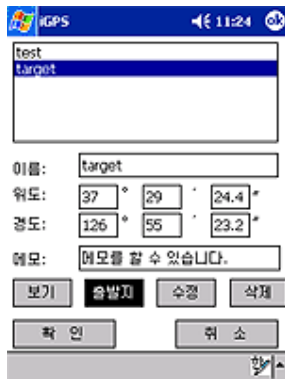 iGPS 11:24 ok
test
target
이름: target
위도: 37 ° 29 ′ 24.4 ″
경도: 126 ° 55 ′ 23.2 ″
메모: 메모를 할 수 있습니다.
보기 출발지 수정 삭제
확 인 취 소